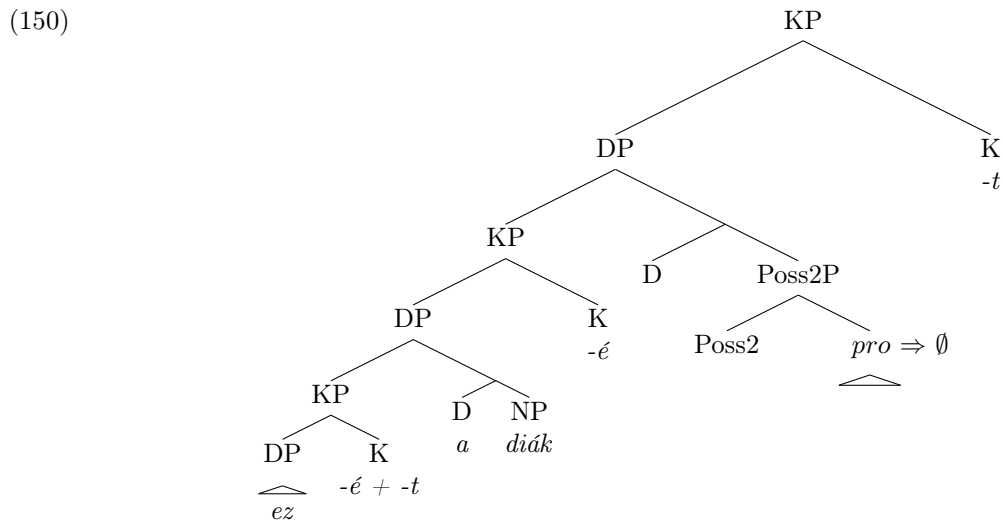 (150)
KP
DP K
-t
KP D Poss2P
DP K Poss2 pro ⇒ ∅
-é
KP D NP
a diák
DP K
ez -é + -t